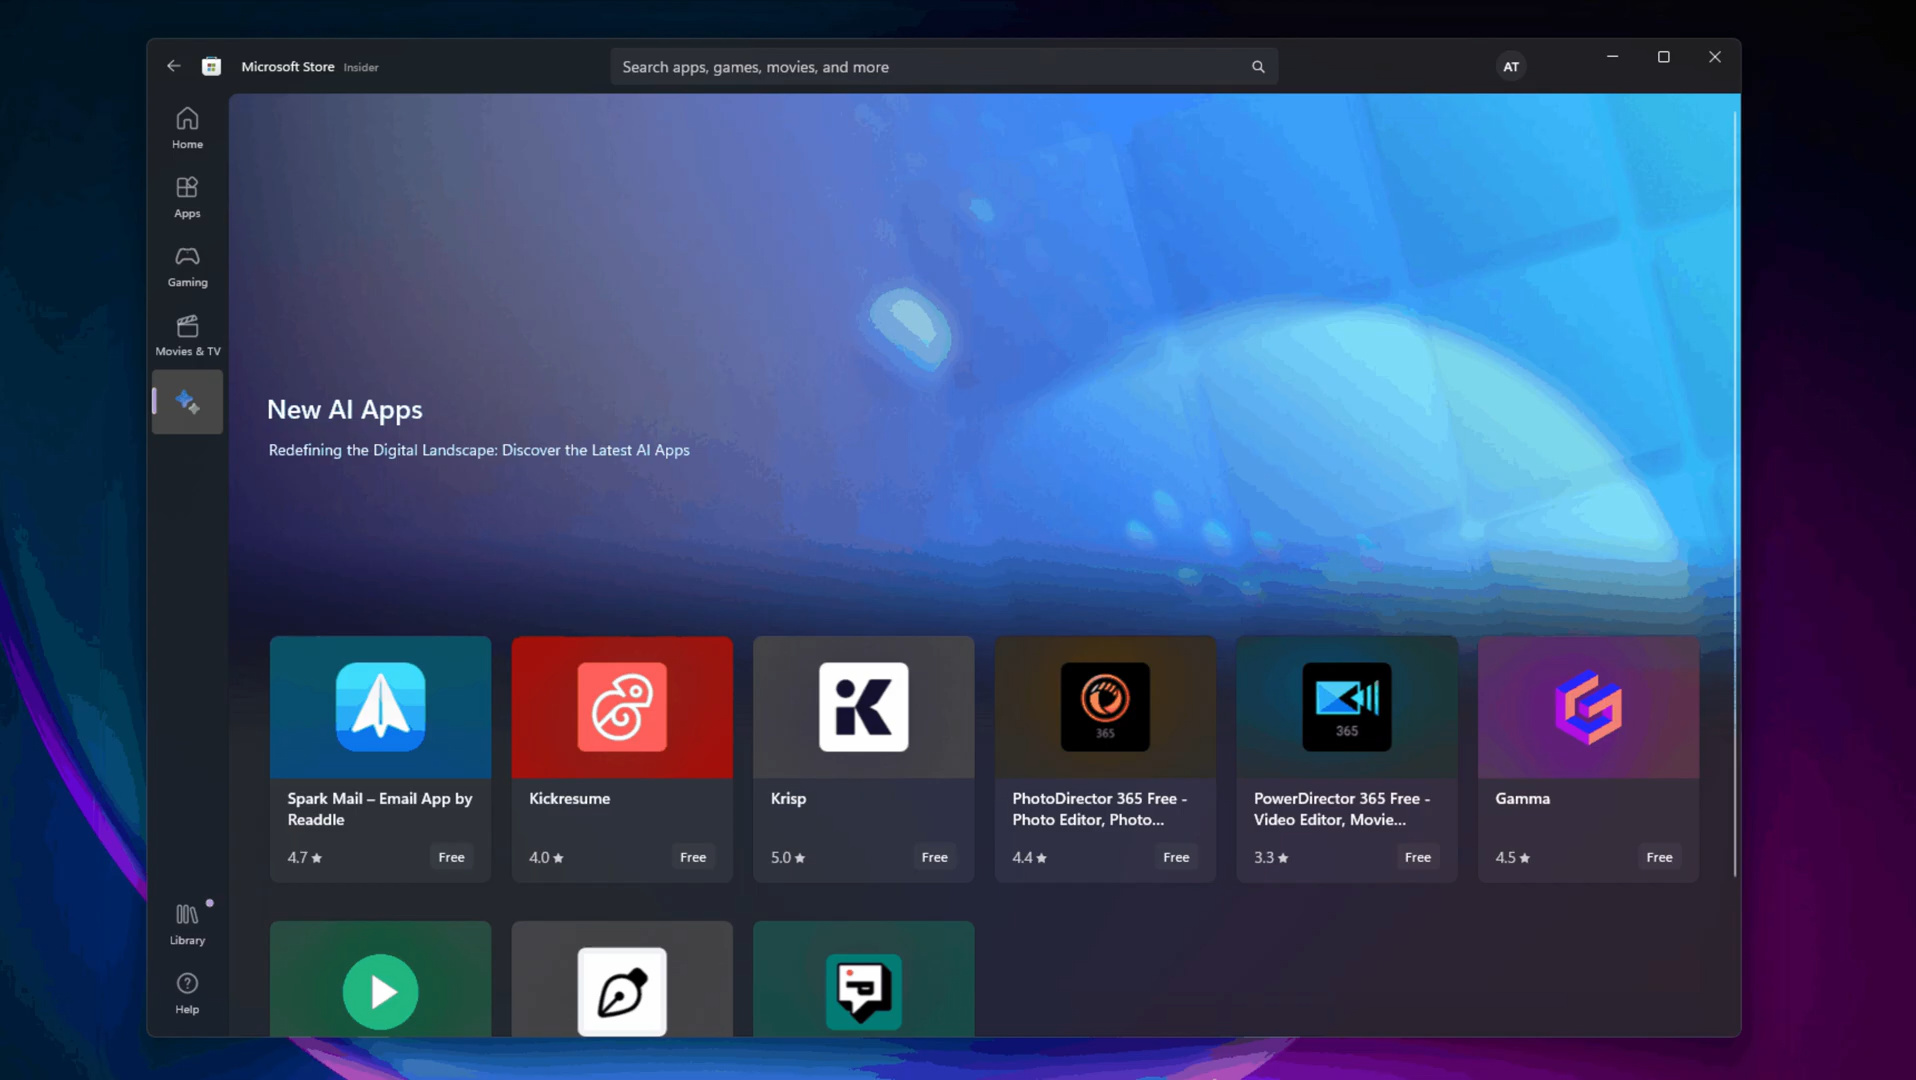 Microsoft Store Insider
Search apps, games, movies, and more
AT
Home
Apps
Gaming
Movies & TV
New AI Apps
Redefining the Digital Landscape: Discover the Latest AI Apps
365
365
Spark Mail – Email App by
Readdle
4.7 ★
Free
Kickresume
4.0 ★
Free
Krisp
5.0 ★
Free
PhotoDirector 365 Free -
Photo Editor, Photo...
4.4 ★
Free
PowerDirector 365 Free -
Video Editor, Movie...
3.3 ★
Free
Gamma
4.5 ★
Free
Library
Help